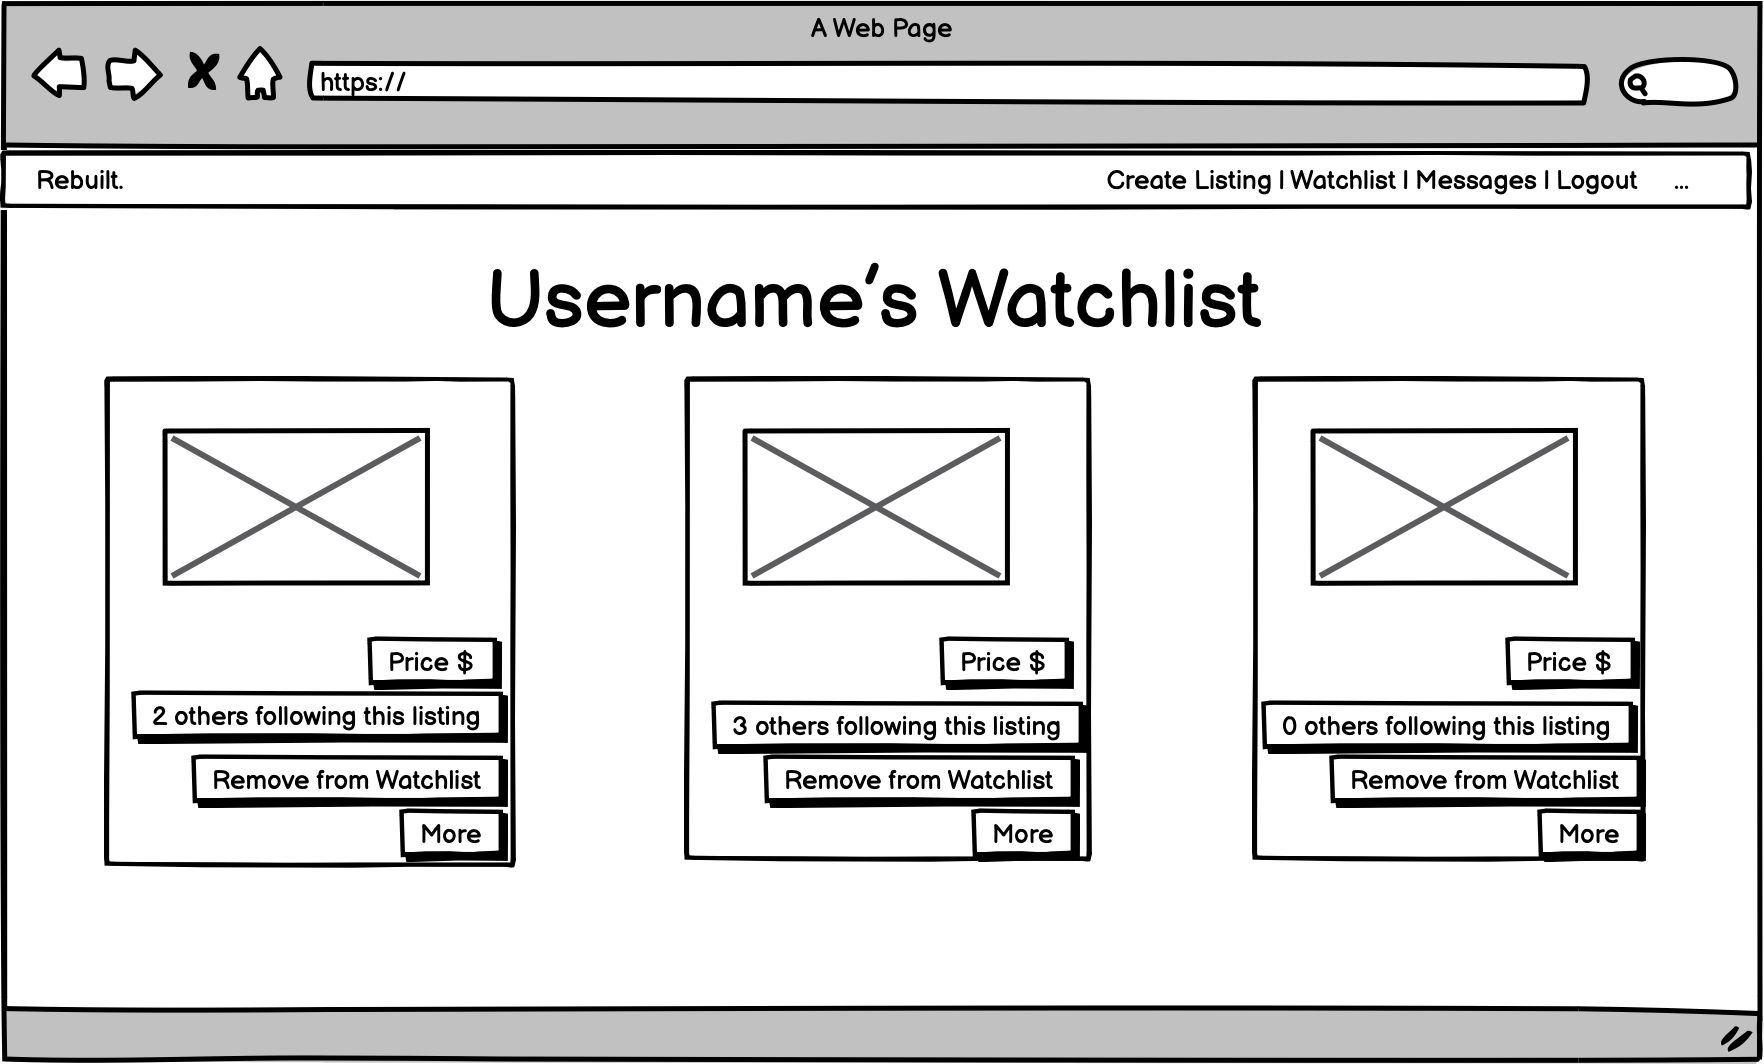 A Web Page
https://
Rebuilt.
Create Listing | Watchlist | Messages | Logout ...
Username's Watchlist
Price $
2 others following this listing
Remove from Watchlist
More
Price $
3 others following this listing
Remove from Watchlist
More
Price $
0 others following this listing
Remove from Watchlist
More